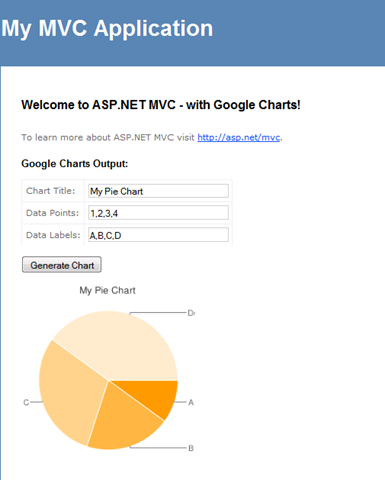 My MVC Application
Welcome to ASP.NET MVC - with Google Charts!
To learn more about ASP.NET MVC visit http://asp.net/mvc.
Google Charts Output:
Chart Title: My Pie Chart
Data Points: 1,2,3,4
Data Labels: A,B,C,D
Generate Chart
My Pie Chart
D
C
A
B